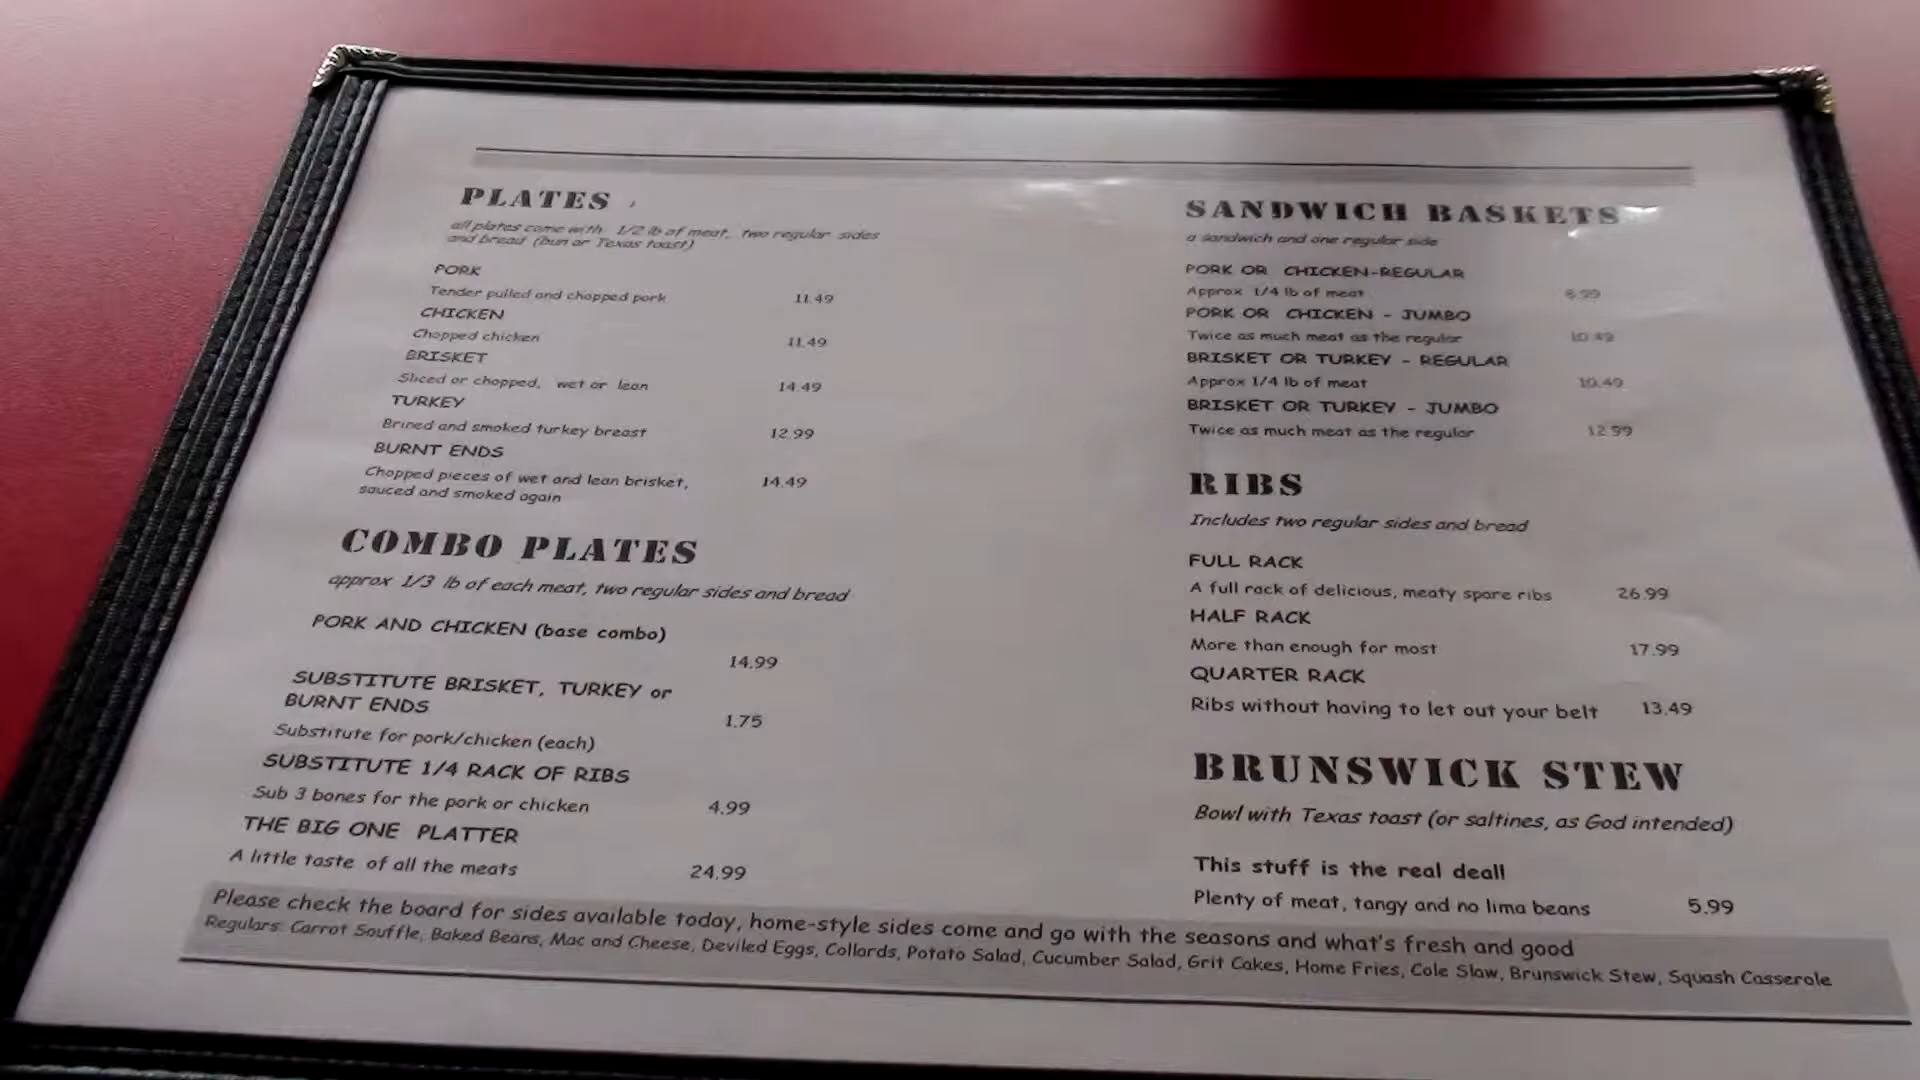 PLATES
all plates come with 1/2 lb of meat, two regular sides
and bread (bun or Texas toast)
PORK
Tender pulled and chopped pork 11.49
CHICKEN
Chopped chicken 11.49
BRISKET
Sliced or chopped, wet or lean 14.49
TURKEY
Brined and smoked turkey breast 12.99
BURNT ENDS
Chopped pieces of wet and lean brisket, 14.49
sauced and smoked again
COMBO PLATES
approx 1/3 lb of each meat, two regular sides and bread
PORK AND CHICKEN (base combo)
14.99
SUBSTITUTE BRISKET, TURKEY or
BURNT ENDS 1.75
Substitute for pork/chicken (each)
SUBSTITUTE 1/4 RACK OF RIBS
Sub 3 bones for the pork or chicken 4.99
THE BIG ONE PLATTER
A little taste of all the meats 24.99
SANDWICH BASKETS
a sandwich and one regular side
PORK OR CHICKEN-REGULAR
Approx 1/4 lb of meat
PORK OR CHICKEN - JUMBO
Twice as much meat as the regular 10.49
BRISKET OR TURKEY - REGULAR
Approx 1/4 lb of meat 10.49
BRISKET OR TURKEY - JUMBO
Twice as much meat as the regular 12.99
RIBS
Includes two regular sides and bread
FULL RACK
A full rack of delicious, meaty spare ribs 26.99
HALF RACK
More than enough for most 17.99
QUARTER RACK
Ribs without having to let out your belt 13.49
BRUNSWICK STEW
Bowl with Texas toast (or saltines, as God intended)
This stuff is the real deal!
Plenty of meat, tangy and no lima beans 5.99
Please check the board for sides available today, home-style sides come and go with the seasons and what's fresh and good
Regulars: Carrot Souffle, Baked Beans, Mac and Cheese, Deviled Eggs, Collards, Potato Salad, Cucumber Salad, Grit Cakes, Home Fries, Cole Slaw, Brunswick Stew, Squash Casserole